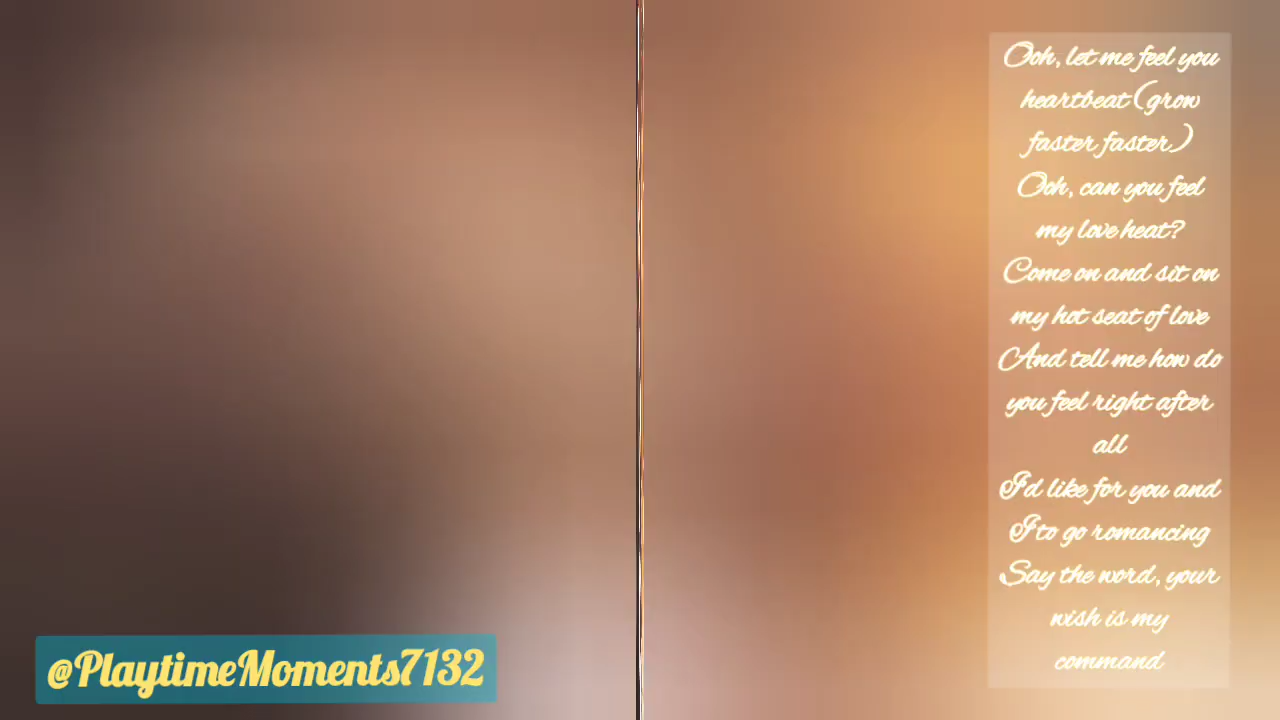 Ooh, let me feel you
heartbeat (grow
faster faster)
Ooh, can you feel
my love heat?
Come on and sit on
my hot seat of love
And tell me how do
you feel right after
all
I'd like for you and
I to go romancing
Say the word, your
wish is my
command
@PlaytimeMoments7132